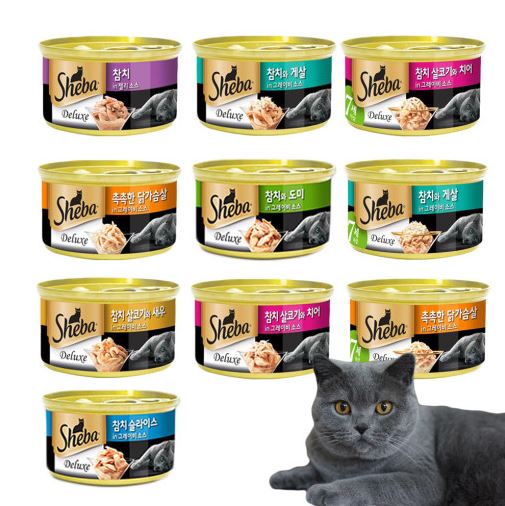 Sheba
Deluxe
참치
in 젤리 소스
Sheba
Deluxe
참치와 게살
in 그레이비 소스
Sheba
Deluxe
참치 살코기와 치어
in 그레이비 소스
7세
Sheba
Deluxe
촉촉한 닭가슴살
in 그레이비 소스
Sheba
Deluxe
참치와 도미
in 그레이비 소스
Sheba
Deluxe
참치와 게살
in 그레이비 소스
7세
Sheba
Deluxe
참치 살코기와 새우
in 그레이비 소스
Sheba
Deluxe
참치 살코기와 치어
in 그레이비 소스
Sheba
Deluxe
촉촉한 닭가슴살
in 그레이비 소스
7세
Sheba
Deluxe
참치 슬라이스
in 그레이비 소스